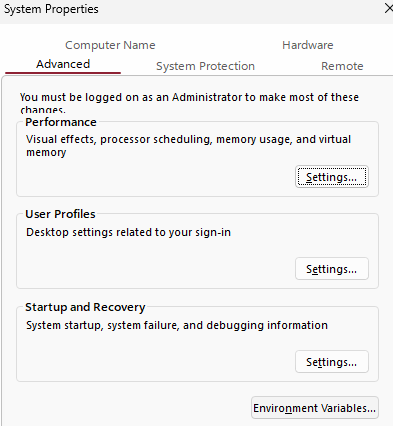 System Properties
Computer Name
Hardware
Advanced
System Protection
Remote
You must be logged on as an Administrator to make most of these
changes.
Performance
Visual effects, processor scheduling, memory usage, and virtual
memory
Settings...
User Profiles
Desktop settings related to your sign-in
Settings...
Startup and Recovery
System startup, system failure, and debugging information
Settings...
Environment Variables...